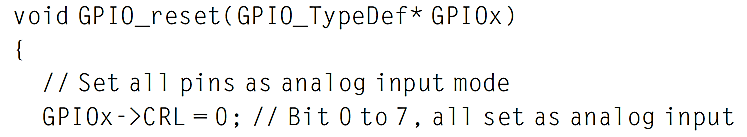 void GPIO_reset(GPIO_TypeDef* GPIOx)
{
// Set all pins as analog input mode
GPIOx->CRL = 0; // Bit 0 to 7, all set as analog input